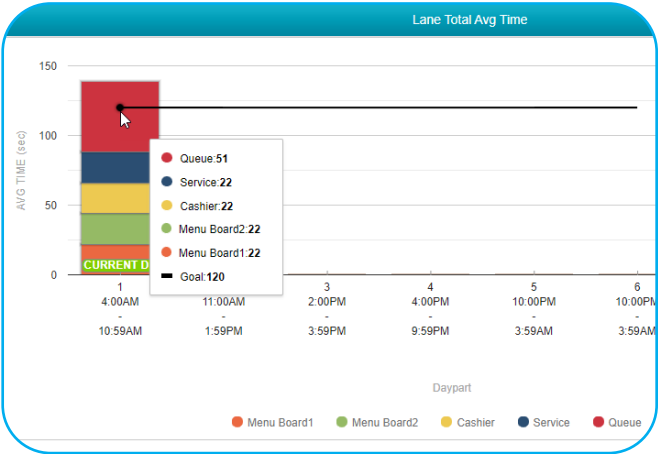 Lane Total Avg Time
150
100
50
0
AVG TIME (sec)
Queue:51
Service:22
Cashier:22
Menu Board2:22
Menu Board1:22
Goal:120
CURRENT D
1
4:00AM
-
10:59AM
11:00AM
-
1:59PM
3
2:00PM
-
3:59PM
4
4:00PM
-
9:59PM
5
10:00PM
-
3:59AM
6
10:00PM
-
3:59AM
Daypart
Menu Board1 Menu Board2 Cashier Service Queue